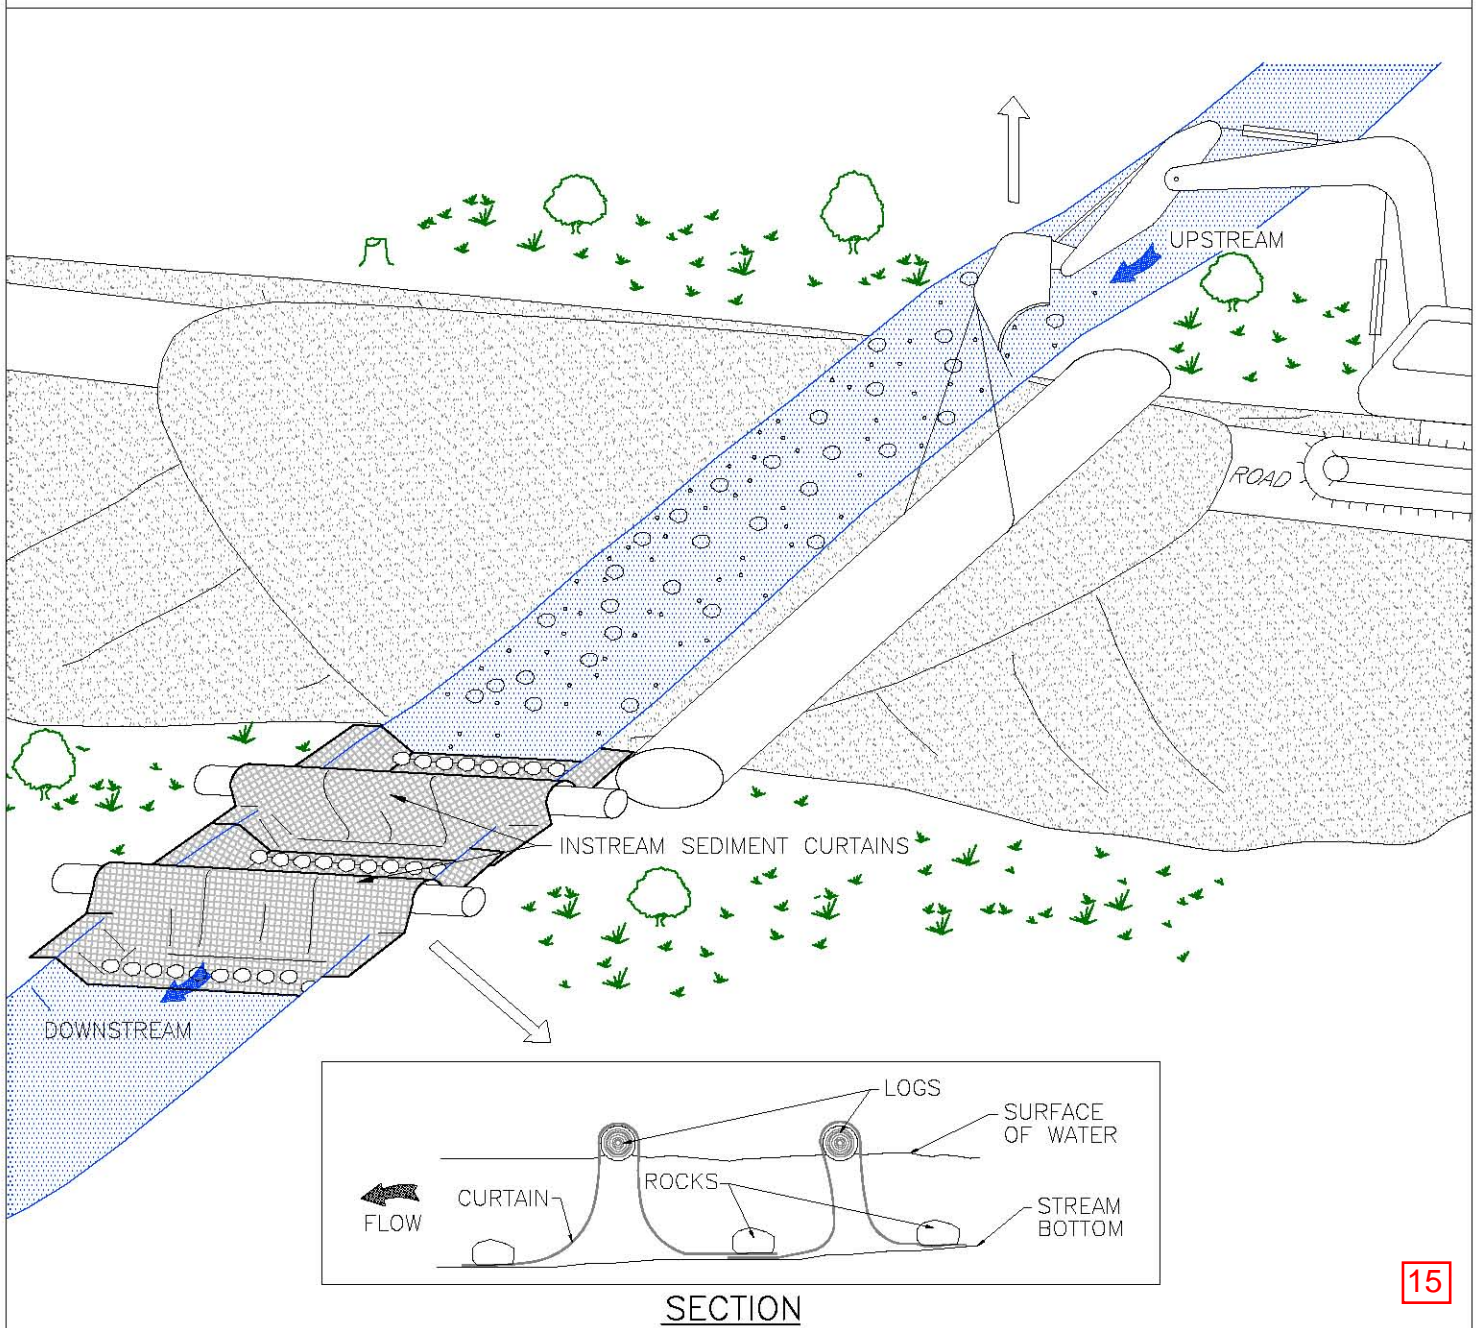 UPSTREAM
ROAD
INSTREAM SEDIMENT CURTAINS
DOWNSTREAM
LOGS
SURFACE
OF WATER
ROCKS
CURTAIN
FLOW
STREAM
BOTTOM
SECTION
15